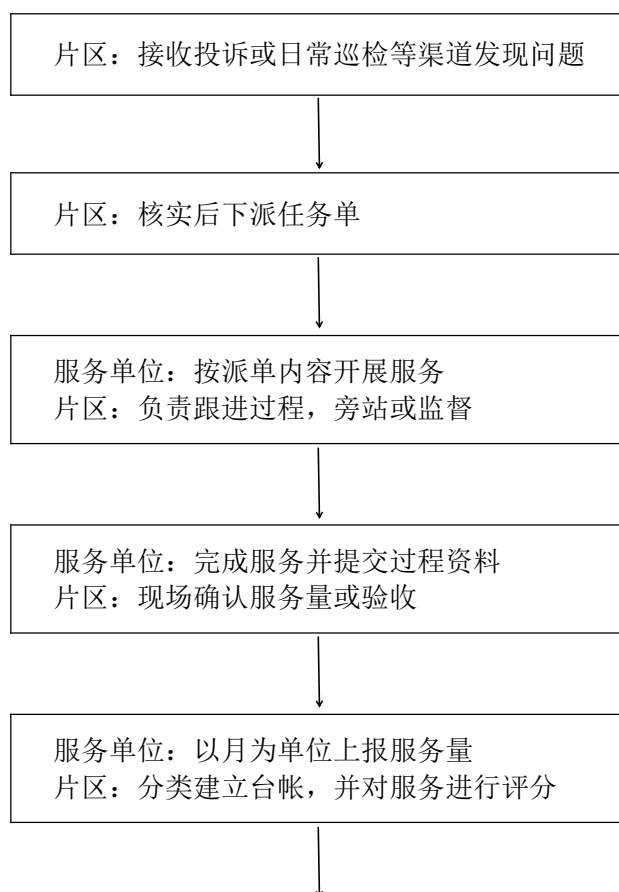 片区：接收投诉或日常巡检等渠道发现问题
片区：核实后下派任务单
服务单位：按派单内容开展服务
片区：负责跟进过程，旁站或监督
服务单位：完成服务并提交过程资料
片区：现场确认服务量或验收
服务单位：以月为单位上报服务量
片区：分类建立台帐，并对服务进行评分